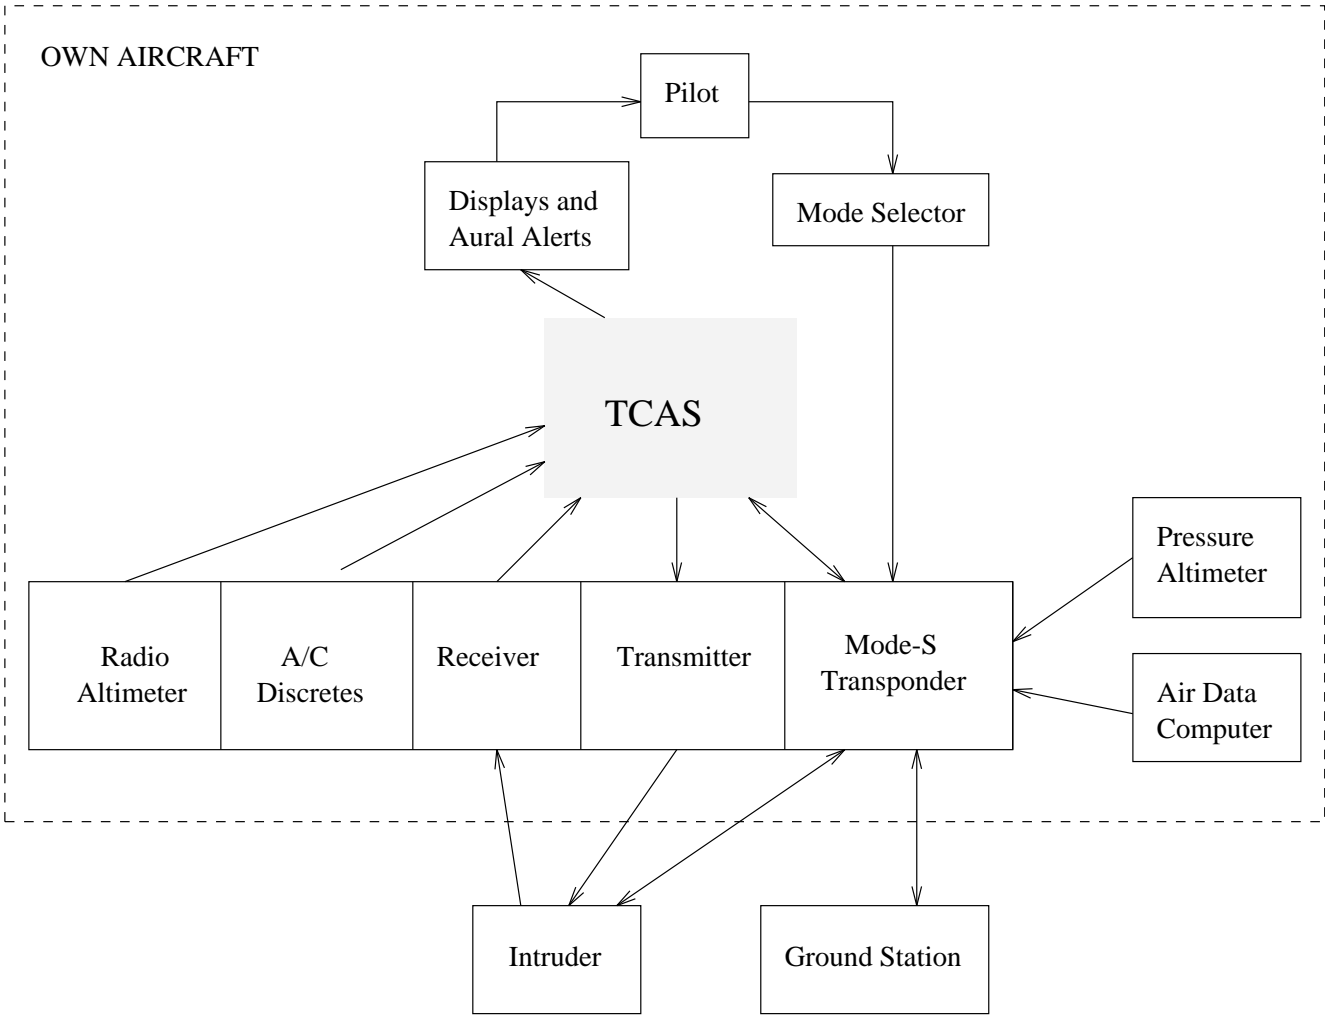 OWN AIRCRAFT
Pilot
Displays and
Aural Alerts
Mode Selector
TCAS
Pressure
Altimeter
Radio
Altimeter
A/C
Discretes
Receiver
Transmitter
Mode-S
Transponder
Air Data
Computer
Intruder
Ground Station